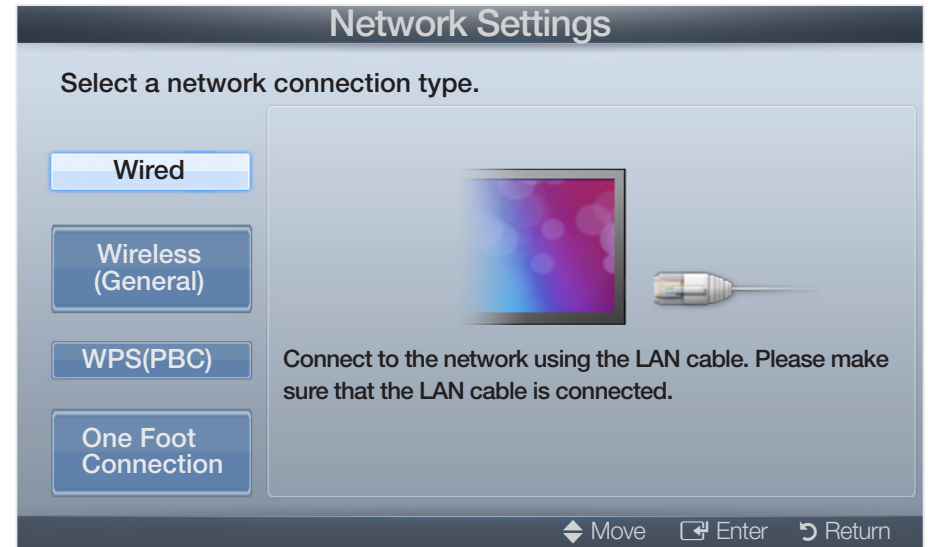 Network Settings
Select a network connection type.
Wired
Wireless
(General)
WPS(PBC)
One Foot
Connection
Connect to the network using the LAN cable. Please make
sure that the LAN cable is connected.
Move Enter Return